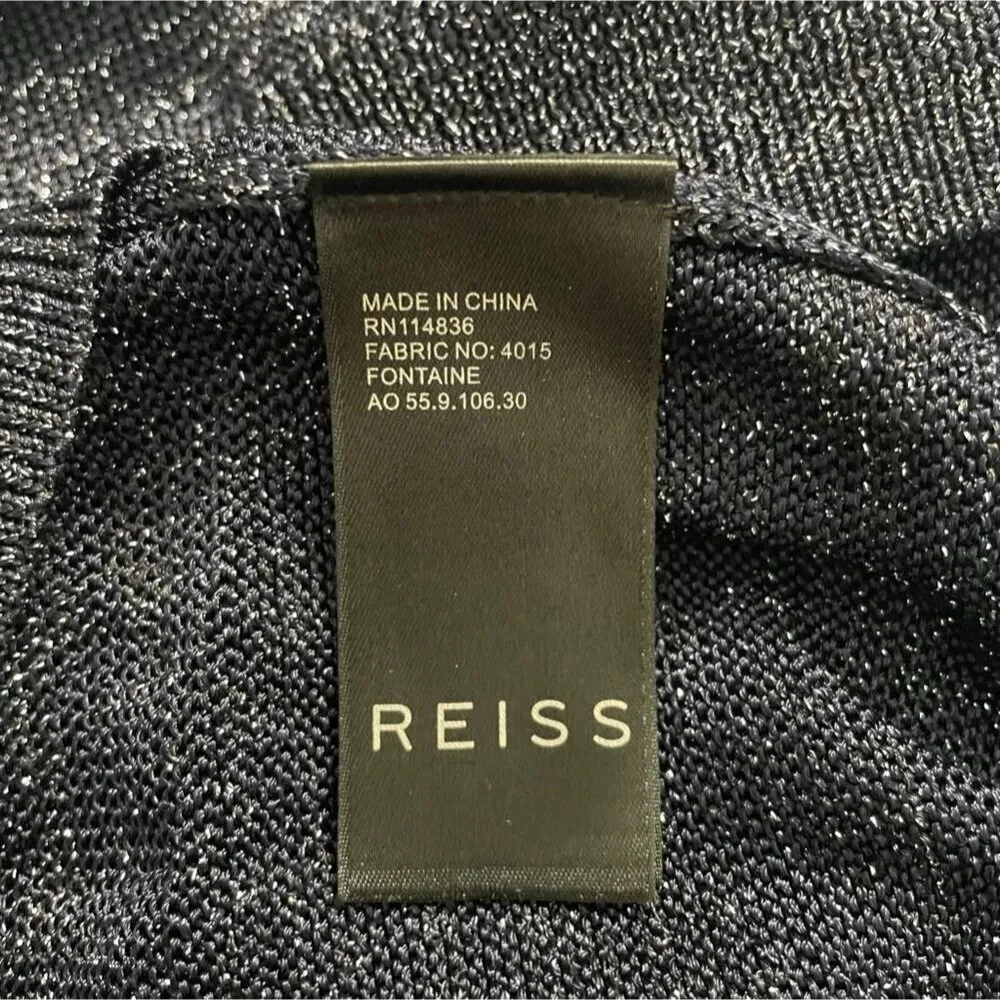 MADE IN CHINA
RN114836
FABRIC NO: 4015
FONTAINE
AO 55.9.106.30
REISS